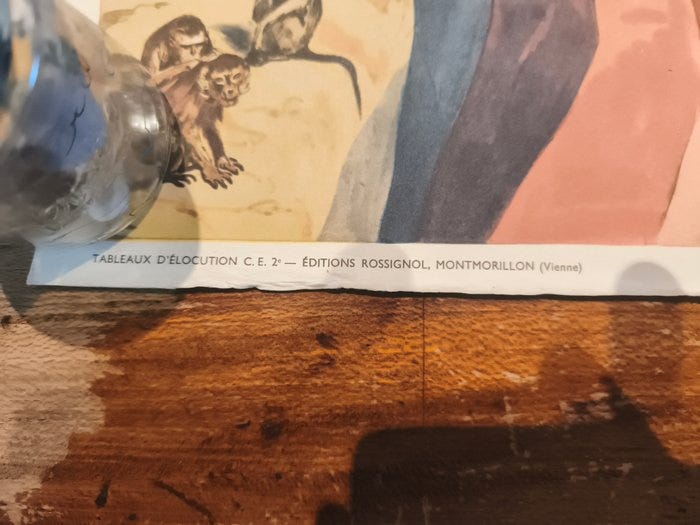 TABLEAUX D'ÉLOCUTION C. E. 2e — ÉDITIONS ROSSIGNOL, MONTMORILLON (Vienne)